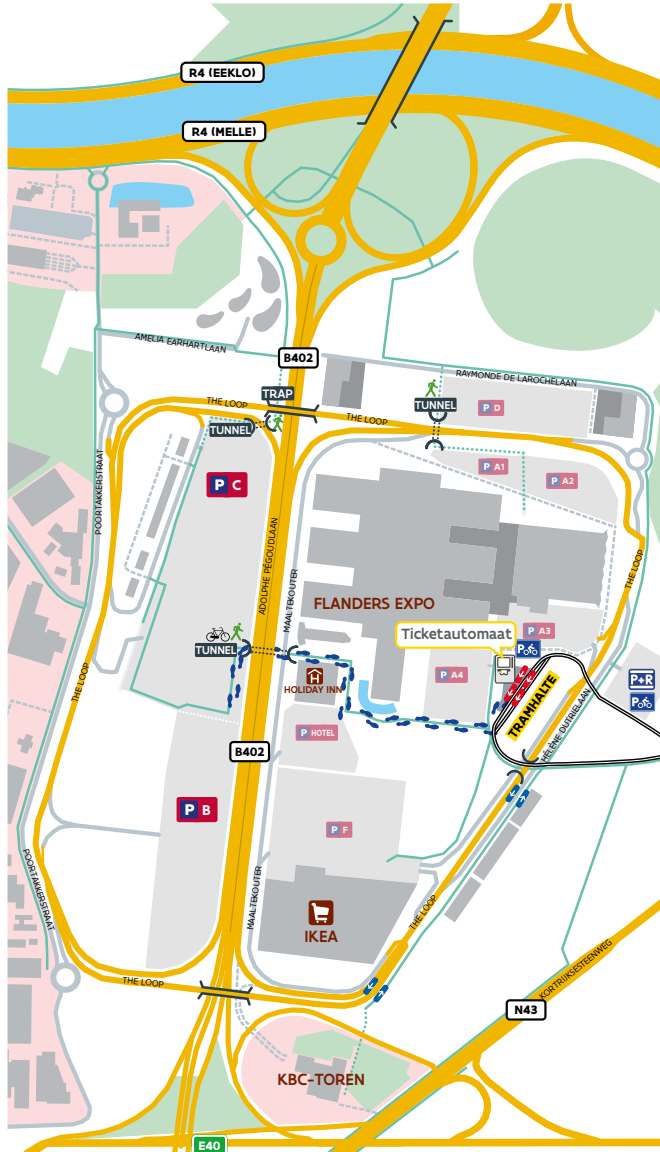 R4 (EEKLO)
R4 (MELLE)
AMELIA EARHARTLAAN
B402
RAYMONDE DE LAROCHELAAN
TRAP
THE LOOP
THE LOOP
TUNNEL
P D
TUNNEL
POORTAKKERSTRAAT
P C
P A1
P A2
ADOLPHE PÉGOUDLAAN
MAALTEKOUTER
THE LOOP
FLANDERS EXPO
Ticketautomaat
P A3
P
TUNNEL
THE LOOP
H
HOLIDAY INN
P A4
P+R
P
TRAMHALTE
HÉLÈNE DUTRIELAAN
P HOTEL
B402
P B
P F
POORTAKKERSTRAAT
MAALTEKOUTER
IKEA
THE LOOP
THE LOOP
KORTRIJKSESTEENWEG
N43
KBC-TOREN
E40